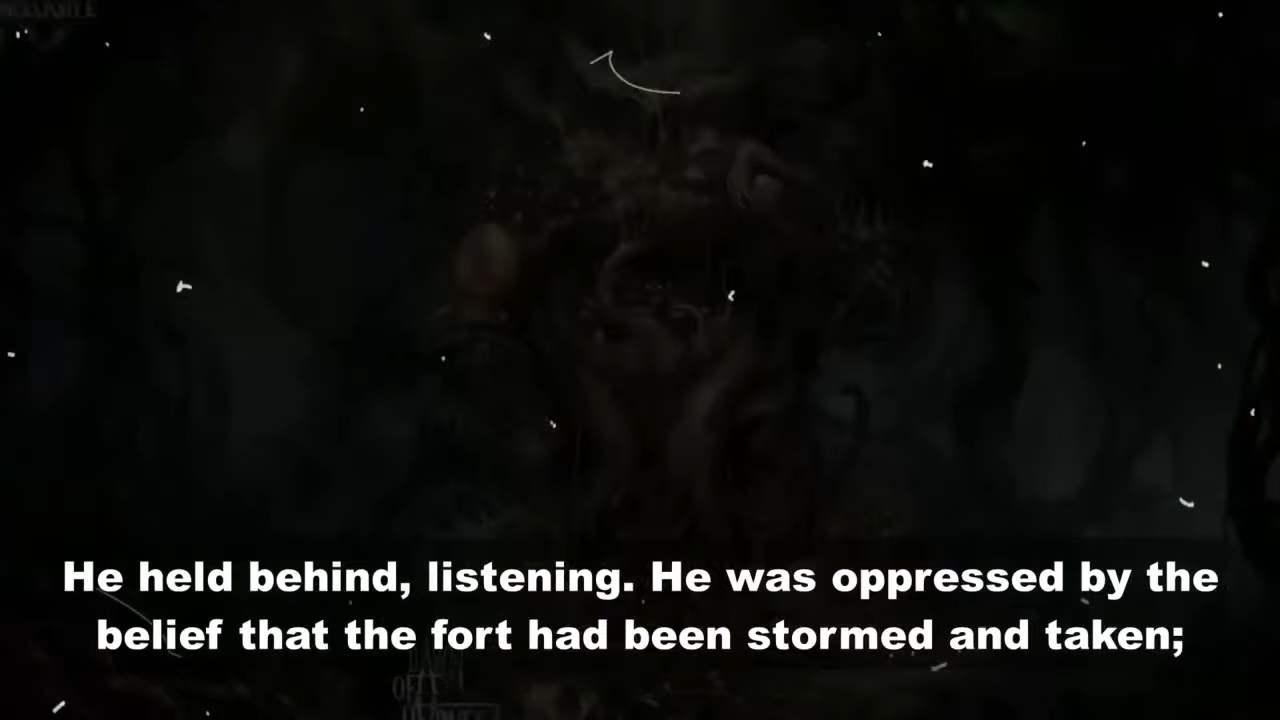 He held behind, listening. He was oppressed by the
belief that the fort had been stormed and taken;